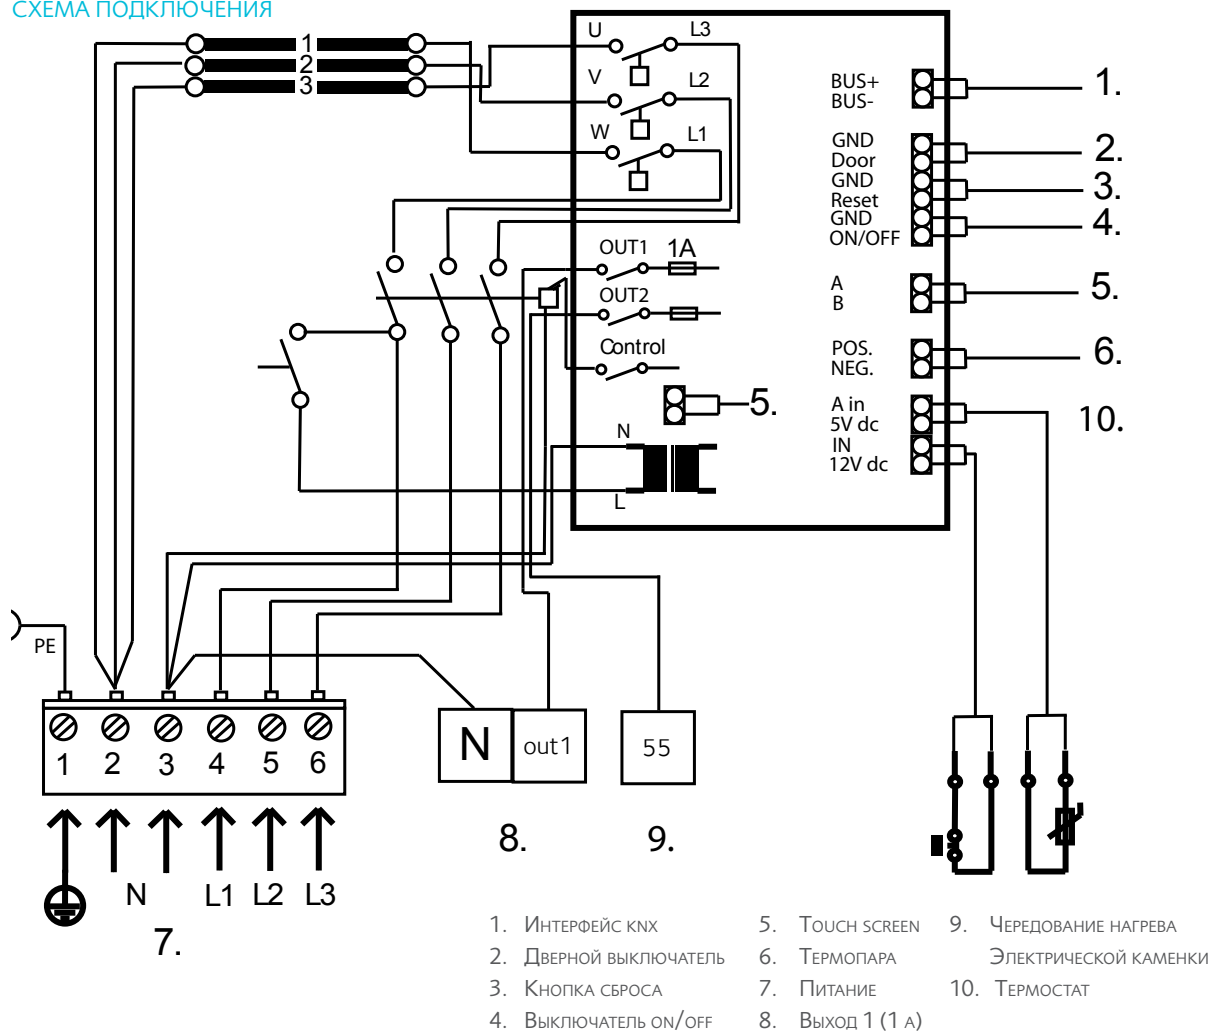 СХЕМА ПОДКЛЮЧЕНИЯ
1
2
3
U
L3
V
L2
W
L1
OUT1
1A
OUT2
Control
5.
N
L
BUS+
BUS-
1.
GND
Door
2.
GND
Reset
3.
GND
ON/OFF
4.
A
B
5.
POS.
NEG.
6.
A in
5V dc
10.
IN
12V dc
PE
1 2 3 4 5 6
N L1 L2 L3
7.
N out1
8.
55
9.
1. Интерфейс KNX
2. Дверной выключатель
3. Кнопка сброса
4. Выключатель ON/OFF
5. Touch screen
6. Термопара
7. Питание
8. Выход 1 (1 А)
9. Чередование нагрева
Электрической каменки
10. Термостат